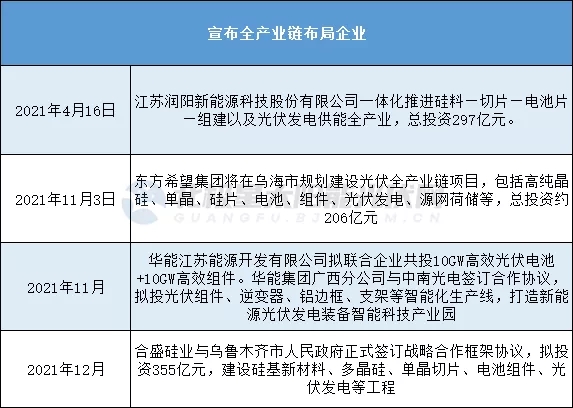 宣布全产业链布局企业
2021年4月16日
江苏润阳新能源科技股份有限公司一体化推进硅料一切片一电池片
一组建以及光伏发电供能全产业，总投资297亿元。
2021年11月3日
东方希望集团将在乌海市规划建设光伏全产业链项目，包括高纯晶
硅、单晶、硅片、电池、组件、光伏发电、源网荷储等，总投资约
206亿元
2021年11月
华能江苏能源开发有限公司拟联合企业共投10GW高效光伏电池
+10GW高效组件。华能集团广西分公司与中南光电签订合作协议，
拟投光伏组件、逆变器、铝边框、支架等智能化生产线，打造新能
源光伏发电装备智能科技产业园
2021年12月
合盛硅业与乌鲁木齐市人民政府正式签订战略合作框架协议，拟投
资355亿元，建设硅基新材料、多晶硅、单晶切片、电池组件、光
伏发电等工程